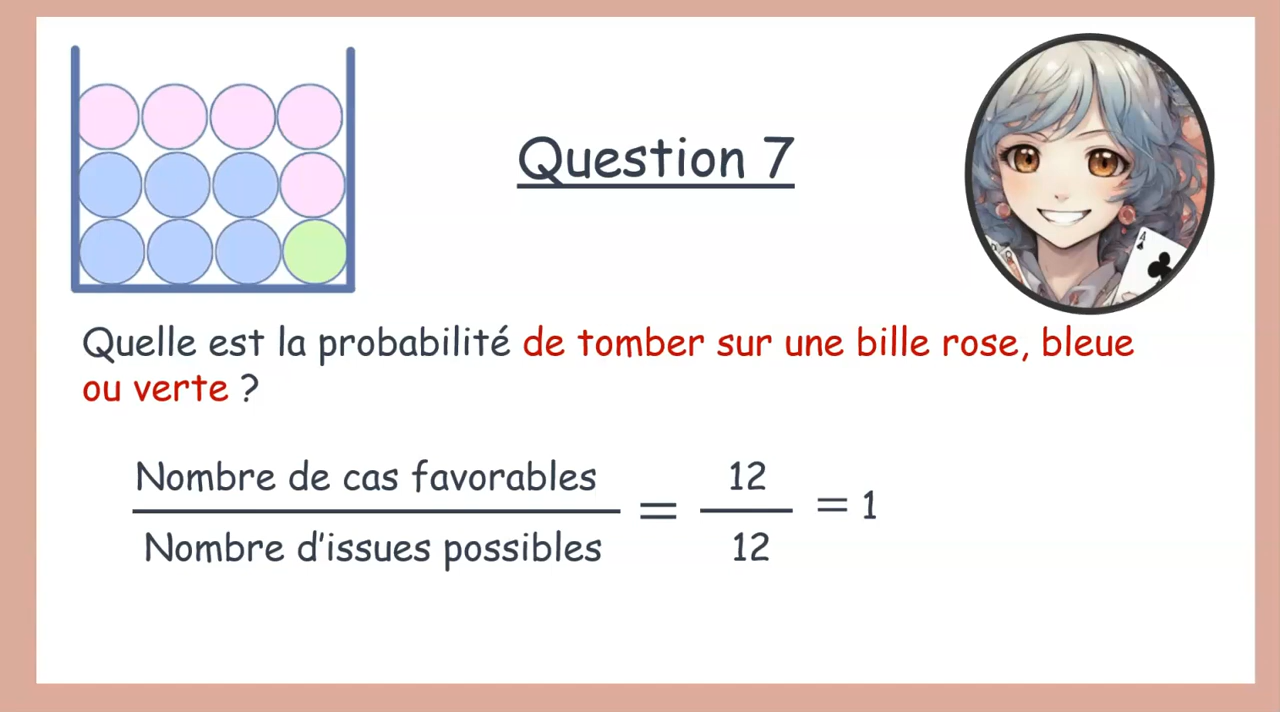 Question 7
Quelle est la probabilité de tomber sur une bille rose, bleue
ou verte ?
Nombre de cas favorables
Nombre d'issues possibles
=
12
12
= 1
A